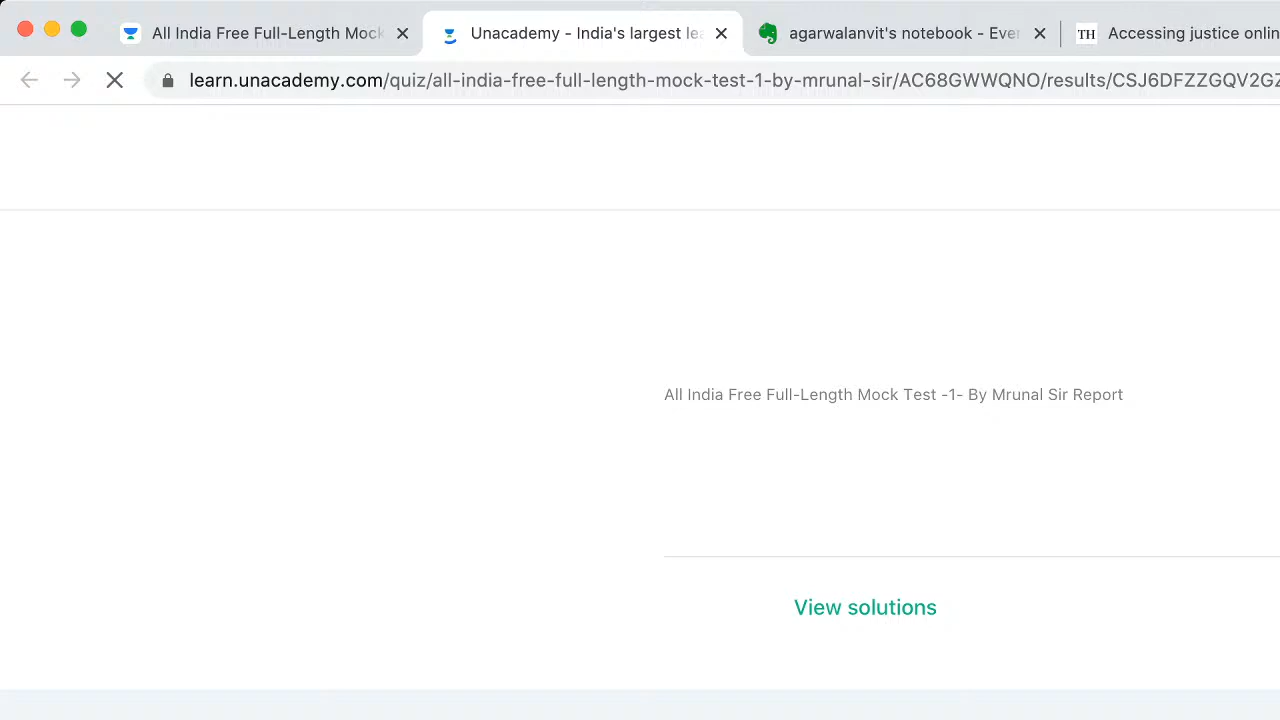 All India Free Full-Length Mock
Unacademy - India's largest le
agarwalanvit's notebook - Ever
TH
Accessing justice onlin
learn.unacademy.com/quiz/all-india-free-full-length-mock-test-1-by-mrunal-sir/AC68GWWQNO/results/CSJ6DFZZGQV2GZ
All India Free Full-Length Mock Test -1- By Mrunal Sir Report
View solutions